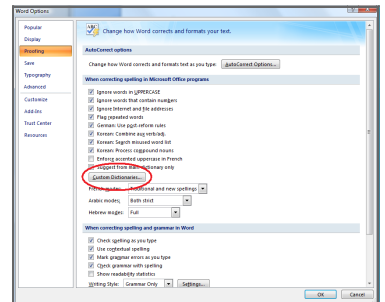 Word Options
Popular
Display
Proofing
Save
Typography
Advanced
Customize
Add-Ins
Trust Center
Resources
Change how Word corrects and formats your text.
AutoCorrect options
Change how Word corrects and formats text as you type: AutoCorrect Options...
When correcting spelling in Microsoft Office programs
Ignore words in UPPERCASE
Ignore words that contain numbers
Ignore Internet and file addresses
Flag repeated words
German: Use post-reform rules
Korean: Combine aux verb/adj.
Korean: Search misused word list
Korean: Process compound nouns
Enforce accented uppercase in French
Suggest from main dictionary only
Custom Dictionaries...
French modes: Traditional and new spellings
Arabic modes: Both strict
Hebrew modes: Full
When correcting spelling and grammar in Word
Check spelling as you type
Use contextual spelling
Mark grammar errors as you type
Check grammar with spelling
Show readability statistics
Writing Style: Grammar Only Settings...
OK Cancel